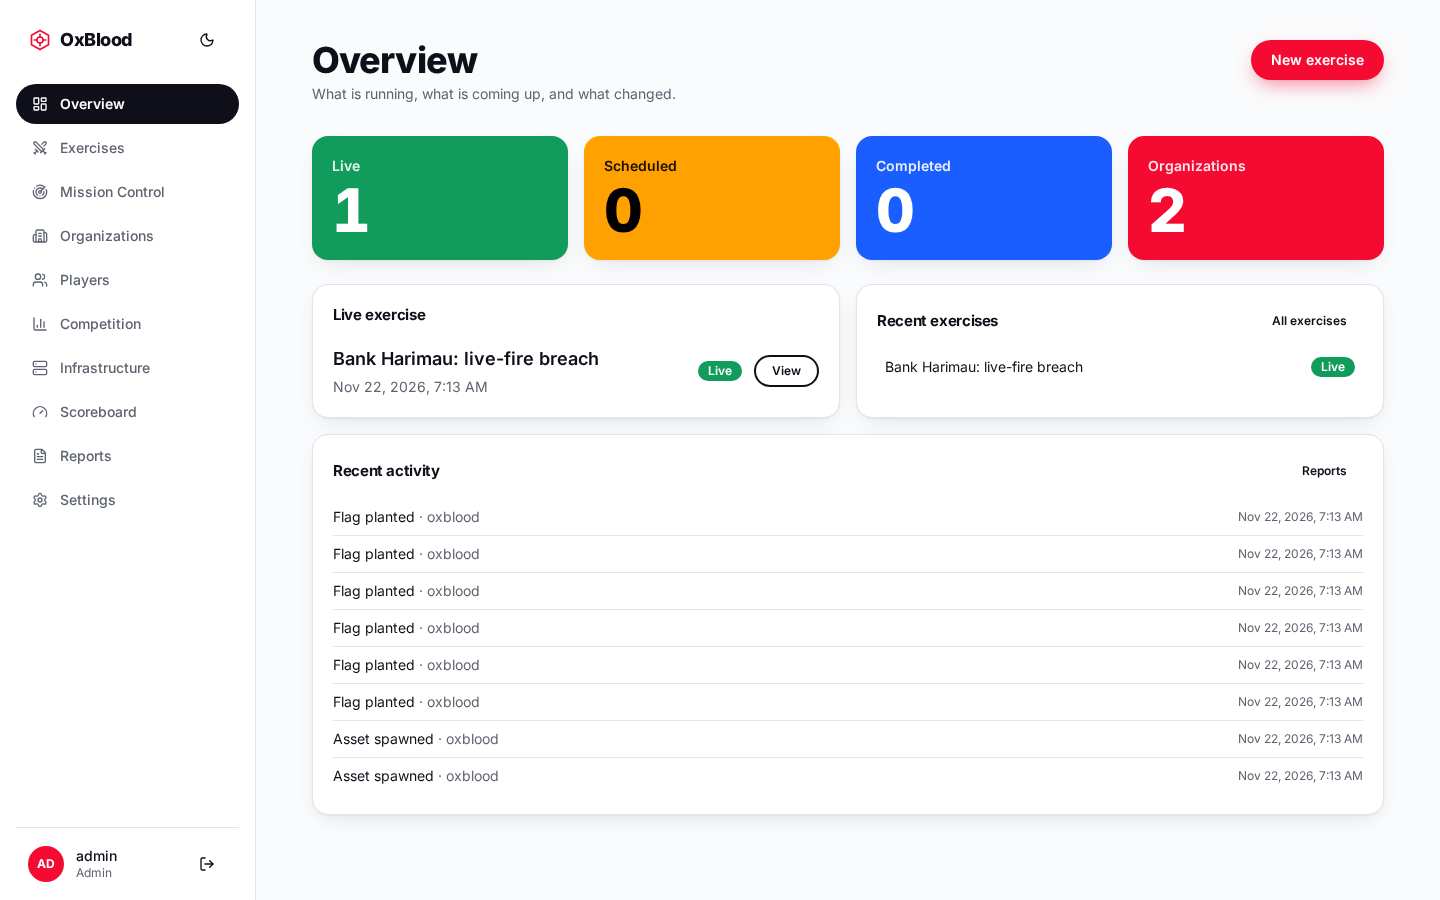 OxBlood
Overview
Exercises
Mission Control
Organizations
Players
Competition
Infrastructure
Scoreboard
Reports
Settings
AD
admin
Admin
Overview
What is running, what is coming up, and what changed.
New exercise
Live
1
Scheduled
0
Completed
0
Organizations
2
Live exercise
Bank Harimau: live-fire breach
Nov 22, 2026, 7:13 AM
Live
View
Recent exercises
All exercises
Bank Harimau: live-fire breach
Live
Recent activity
Reports
Flag planted · oxblood Nov 22, 2026, 7:13 AM
Flag planted · oxblood Nov 22, 2026, 7:13 AM
Flag planted · oxblood Nov 22, 2026, 7:13 AM
Flag planted · oxblood Nov 22, 2026, 7:13 AM
Flag planted · oxblood Nov 22, 2026, 7:13 AM
Flag planted · oxblood Nov 22, 2026, 7:13 AM
Asset spawned · oxblood Nov 22, 2026, 7:13 AM
Asset spawned · oxblood Nov 22, 2026, 7:13 AM